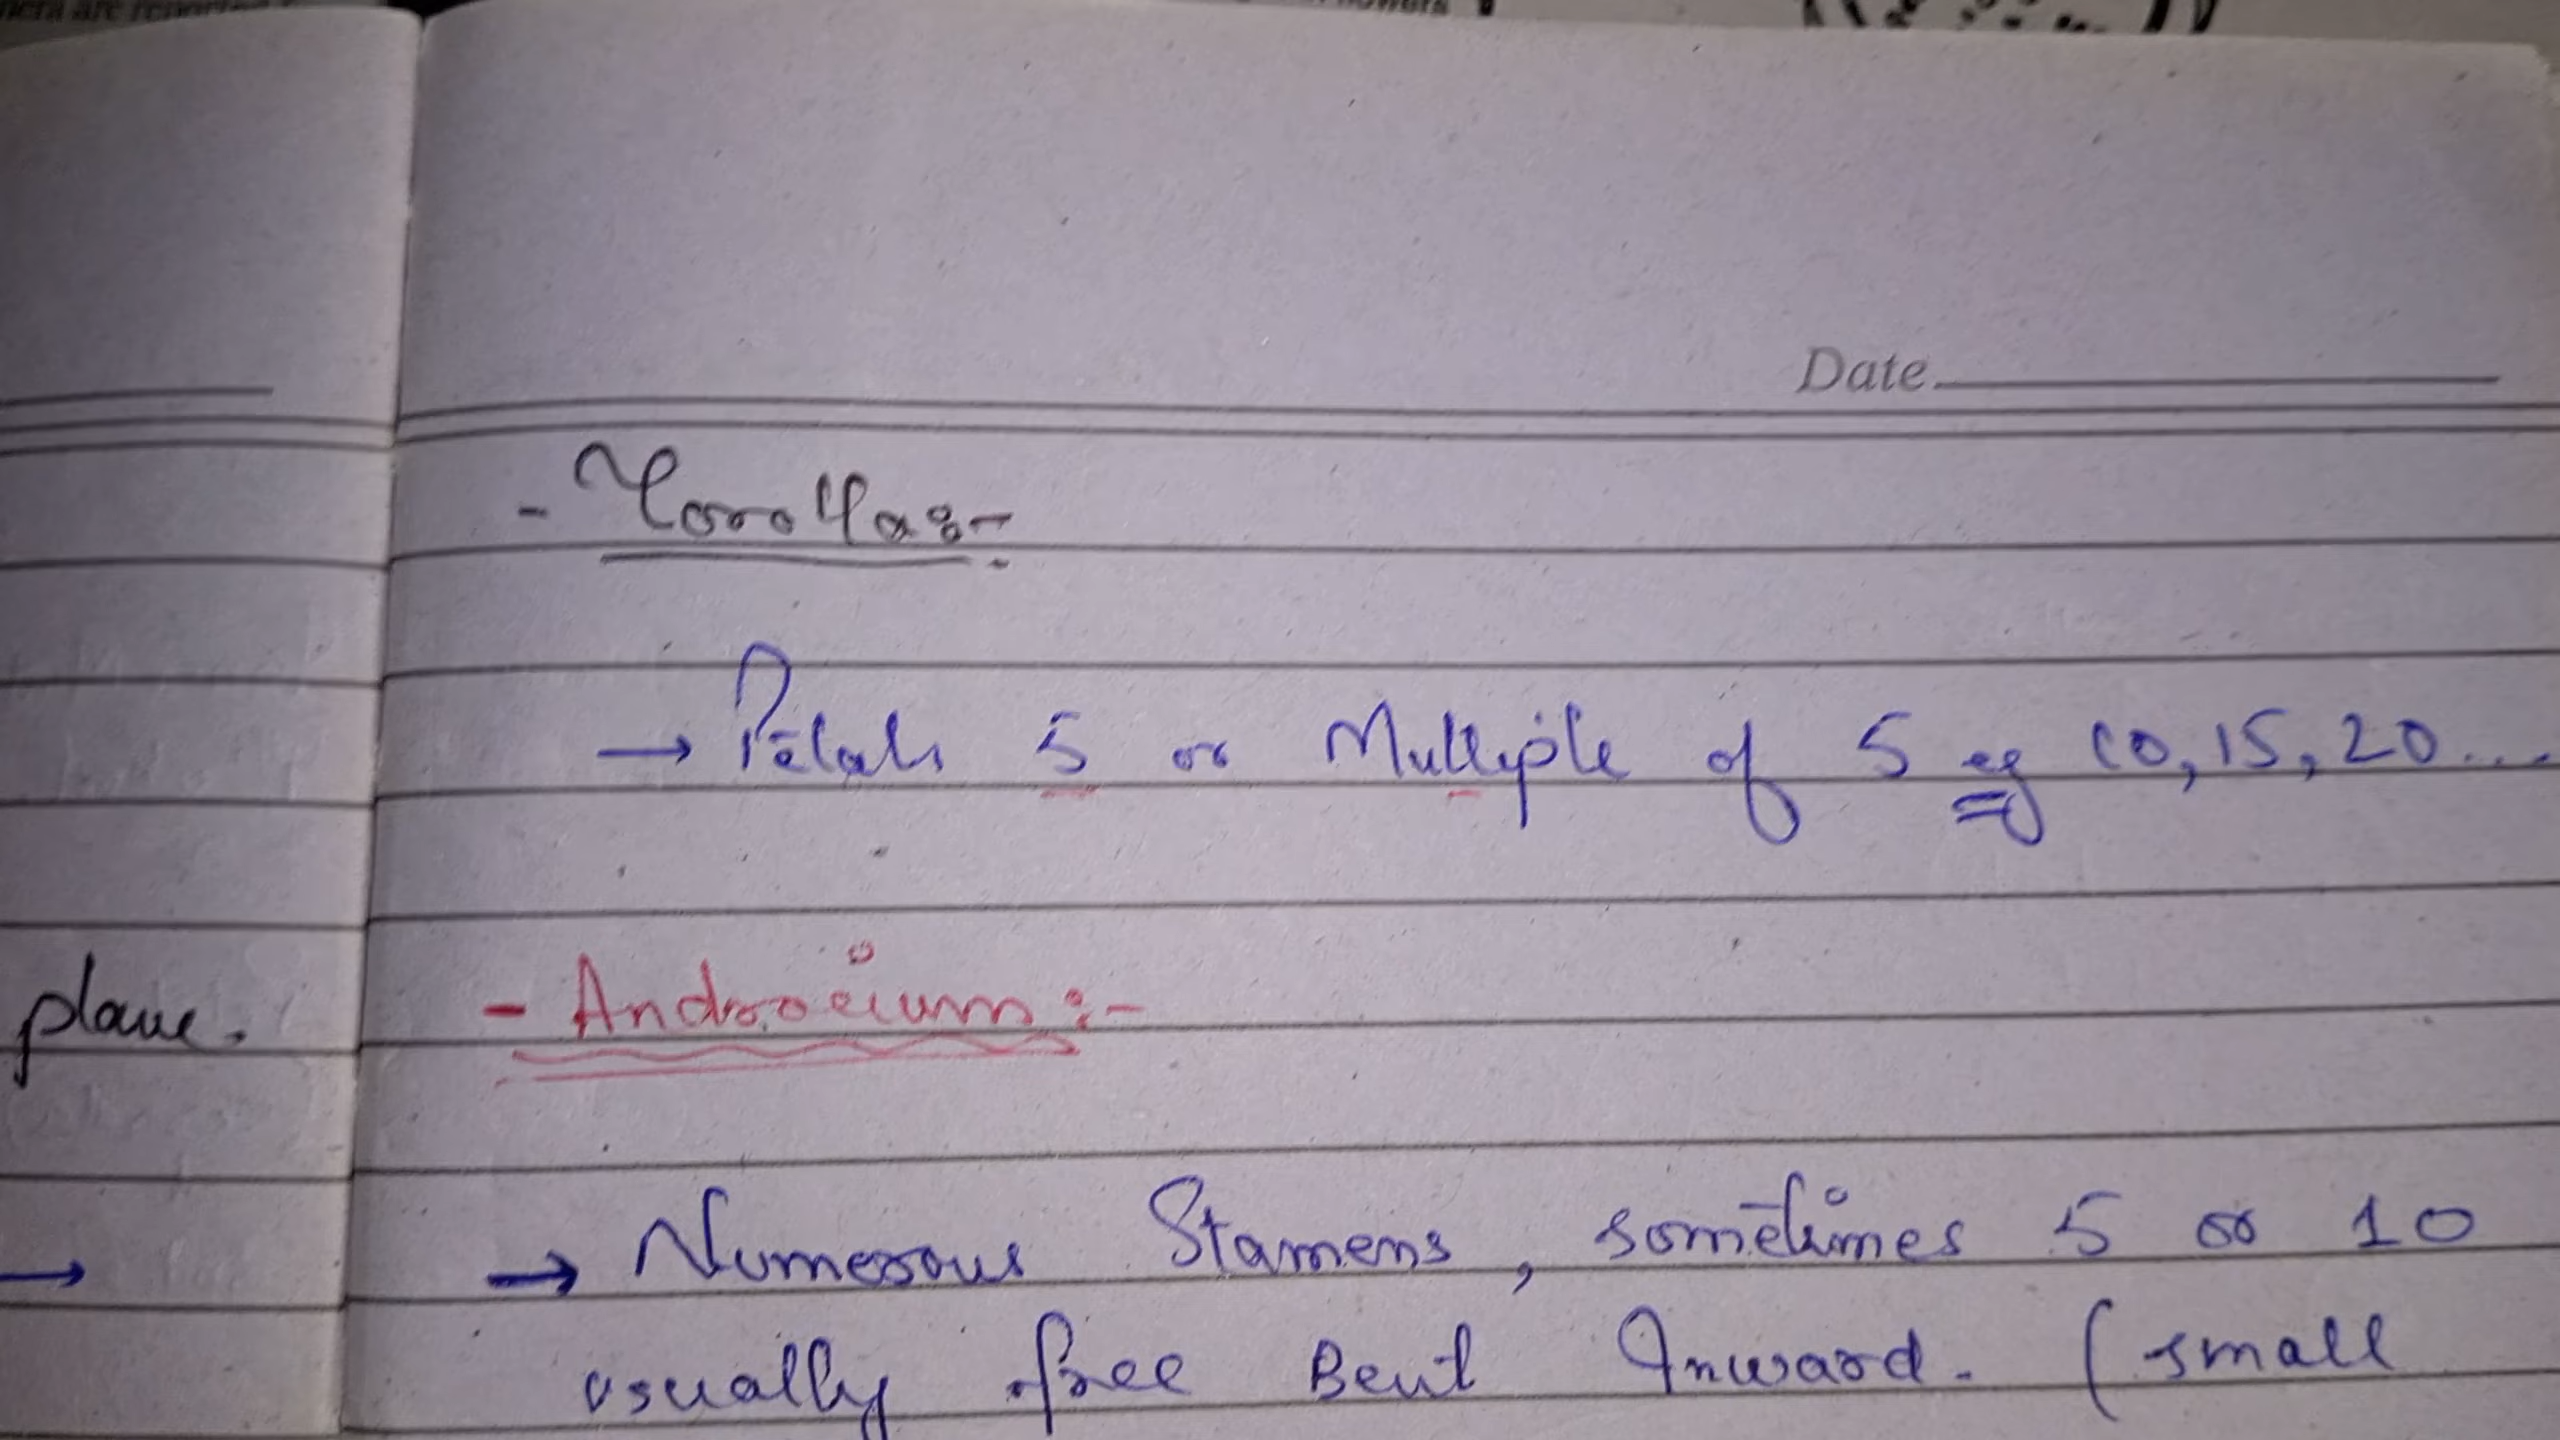 Date
- Corolla:-
→ Petals 5 or Multiple of 5 eg 10, 15, 20...
plane.
- Androecium :-
→
→ Numerous Stamens, sometimes 5 or 10
usually free Bent Inward. (small